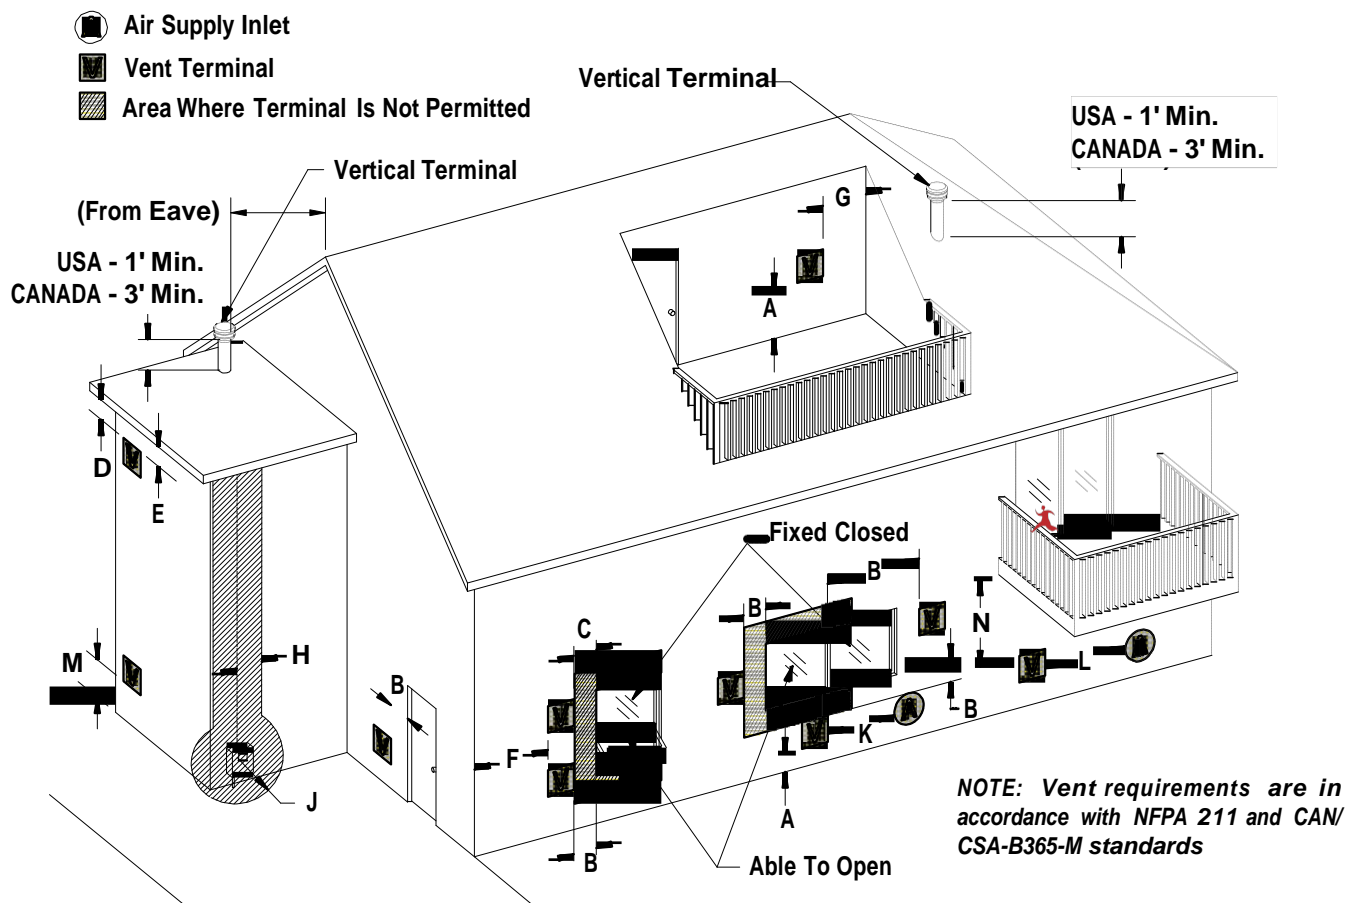 Air Supply Inlet
Vent Terminal
Area Where Terminal Is Not Permitted
Vertical Terminal
USA - 1' Min.
CANADA - 3' Min.
Vertical Terminal
(From Eave)
USA - 1' Min.
CANADA - 3' Min.
G
A
D
E
Fixed Closed
B
B
C
N
M
H
L
B
B
K
F
J
A
B
Able To Open
NOTE: Vent requirements are in
accordance with NFPA 211 and CAN/
CSA-B365-M standards